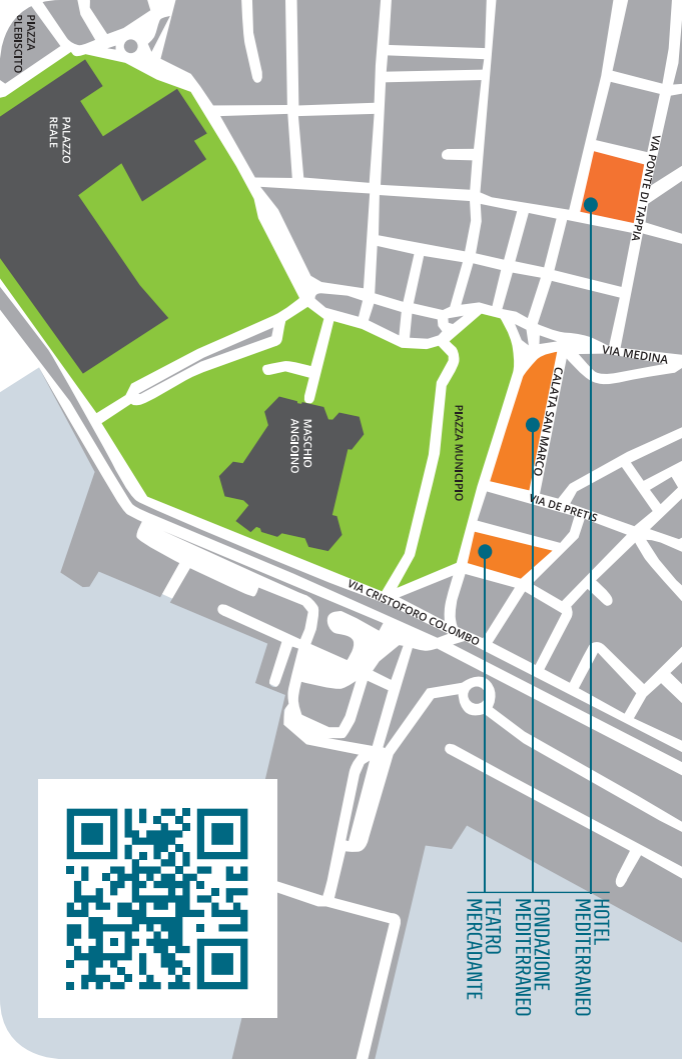 PIAZZA
PLEBISCITO
PALAZZO
REALE
VIA PONTE DI TAPPIA
VIA MEDINA
CALATA SAN MARCO
PIAZZA MUNICIPIO
MASCHIO
ANGIOINO
VIA DE PRETIS
VIA CRISTOFORO COLOMBO
HOTEL
MEDITERRANEO
FONDAZIONE
MEDITERRANEO
TEATRO
MERCADANTE